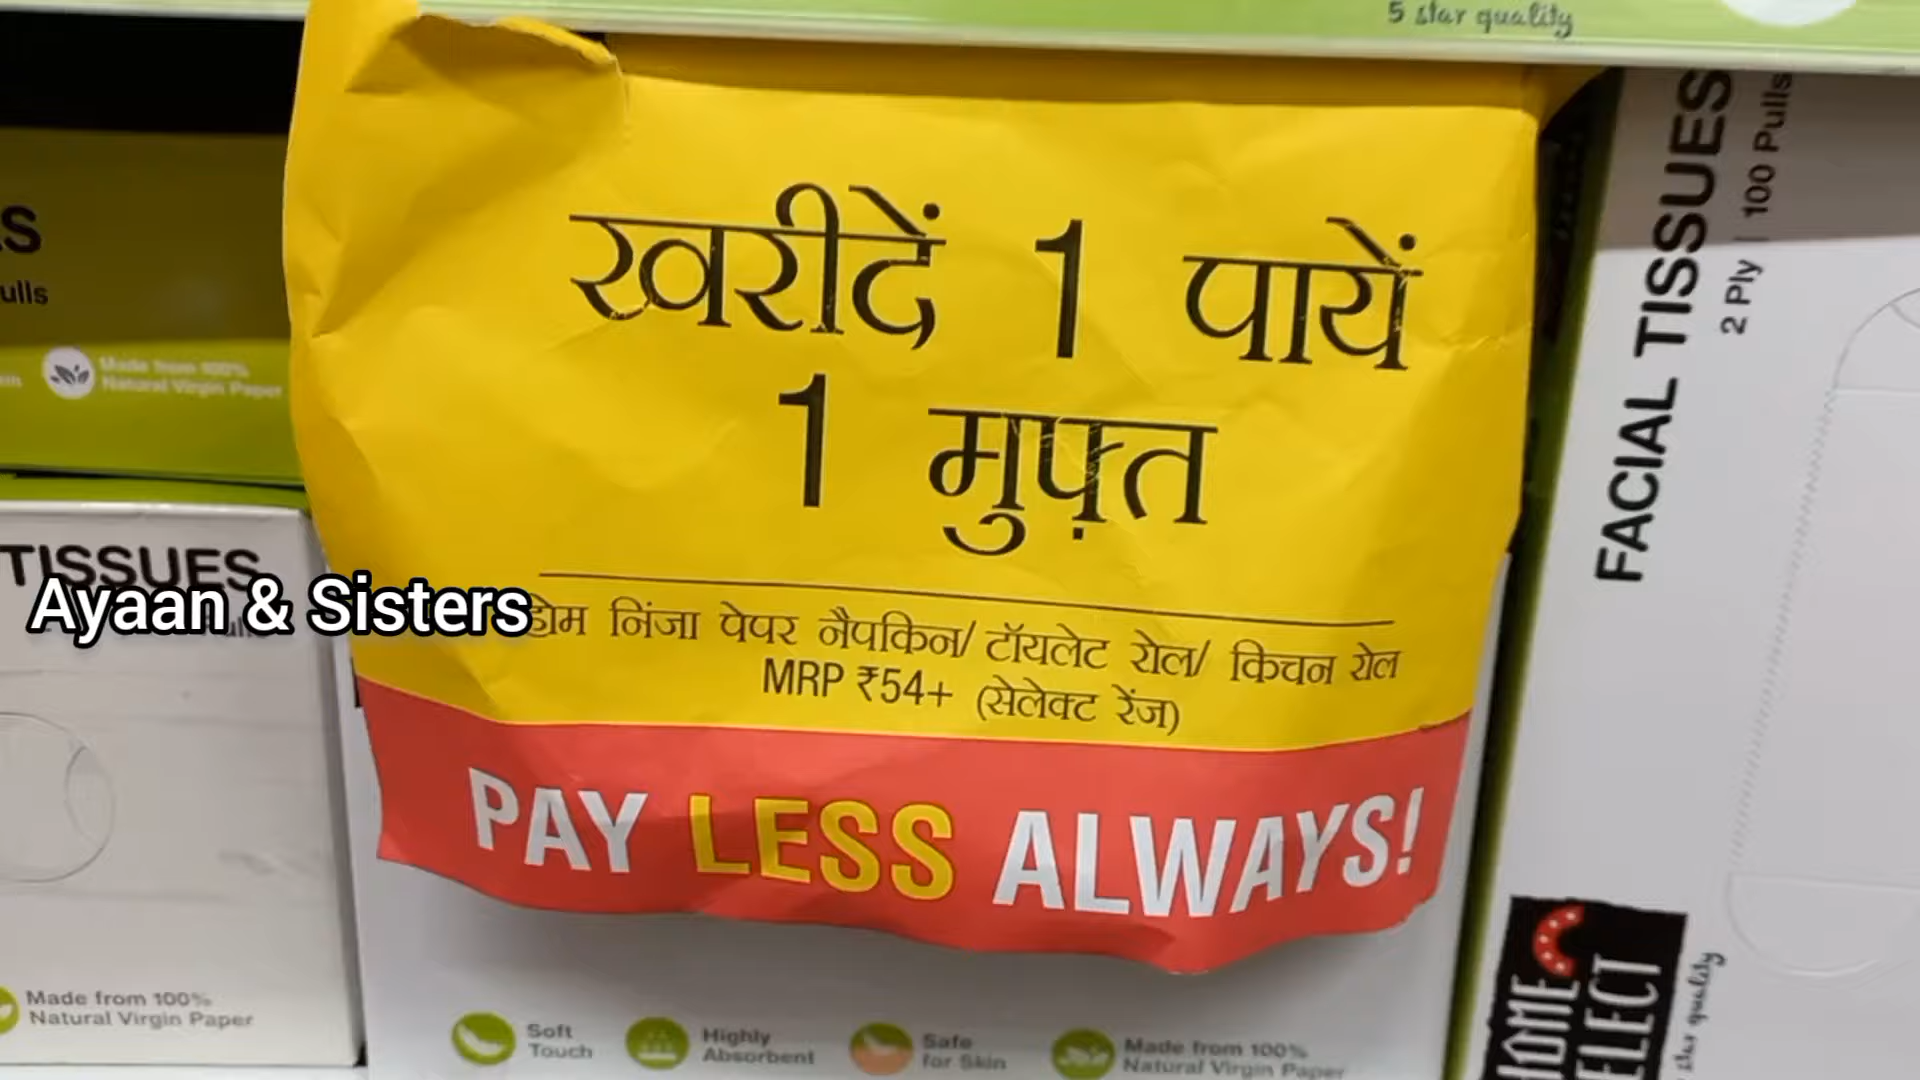 5 star quality
खरीदें 1 पायें
1 मुफ़्त
होम निंजा पेपर नैपकिन/ टॉयलेट रोल/ किचन रोल
MRP ₹54+ (सेलेक्ट रेंज)
PAY LESS ALWAYS!
Ayaan & Sisters
Made from 100%
Natural Virgin Paper
TISSUES
Made from 100%
Natural Virgin Paper
Soft
Touch
Highly
Absorbent
Safe
for Skin
Made from 100%
Natural Virgin Paper
FACIAL TISSUES
2 Ply | 100 Pulls
HOME
SELECT
star quality